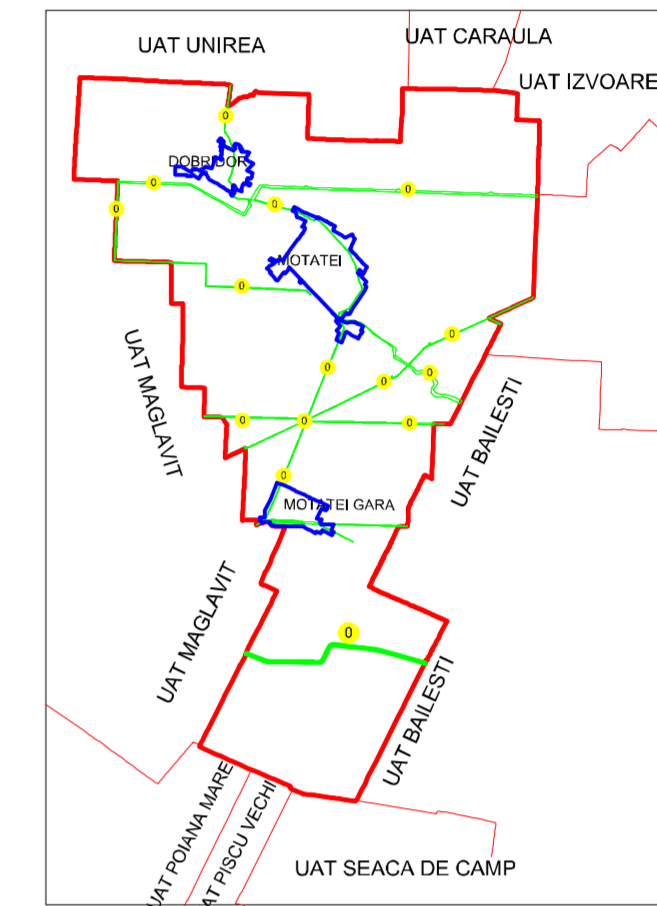 UAT UNIREA
UAT CARAULA
UAT IZVOARE
0
DOBRIDOR
0
0
0
0
MOTATEI
0
0
0
0
0
UAT MAGLAVIT
UAT BAILESTI
0
0
0
0
MOTATEI GARA
UAT MAGLAVIT
0
UAT BAILESTI
UAT POIANA MARE
AT PISCU VECHI
UAT SEACA DE CAMP